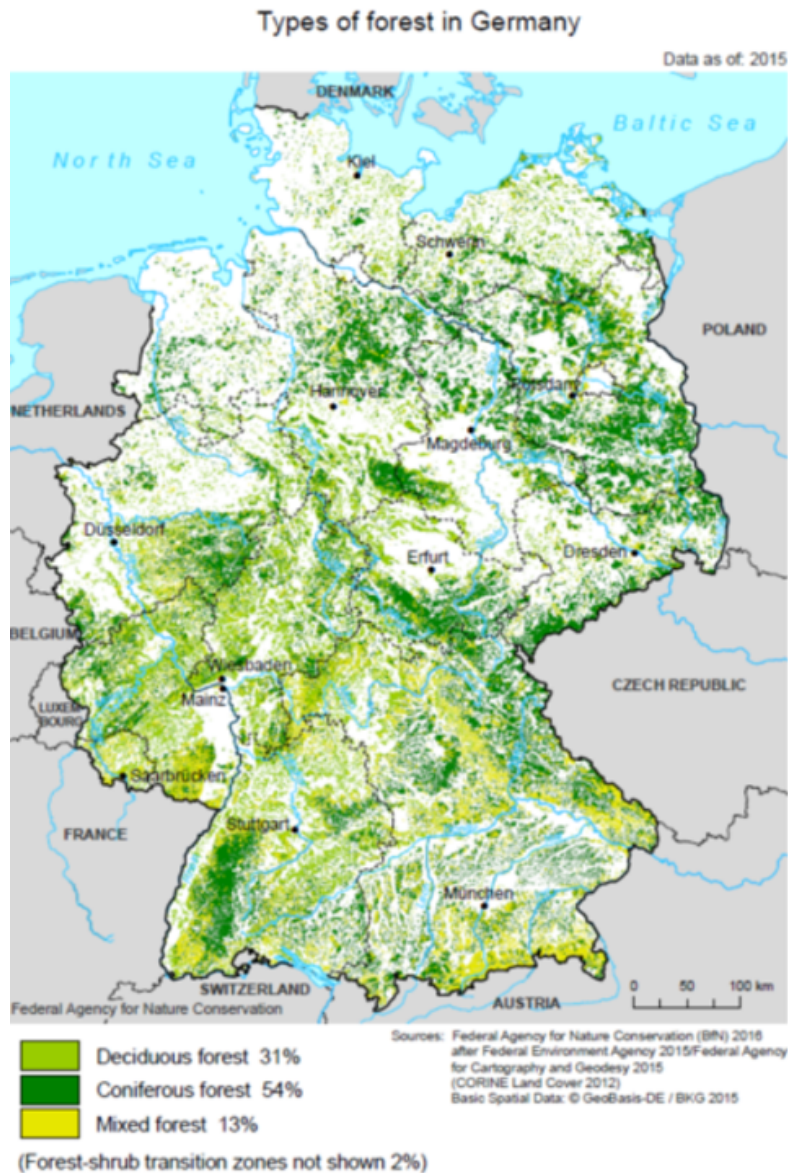 Types of forest in Germany
Data as of: 2015
DENMARK
Baltic Sea
North Sea
Kiel
Schwerin
POLAND
Hannover
Potsdam
NETHERLANDS
Magdeburg
Düsseldorf
Erfurt
Dresden
BELGIUM
Wiesbaden
CZECH REPUBLIC
Mainz
LUXEM-
BOURG
Saarbrücken
FRANCE
Stuttgart
München
SWITZERLAND
0 50 100 km
AUSTRIA
Federal Agency for Nature Conservation
Sources: Federal Agency for Nature Conservation (BfN) 2016
after Federal Environment Agency 2015/Federal Agency
for Cartography and Geodesy 2015
(CORINE Land Cover 2012)
Basic Spatial Data: © GeoBasis-DE / BKG 2015
Deciduous forest 31%
Coniferous forest 54%
Mixed forest 13%
(Forest-shrub transition zones not shown 2%)